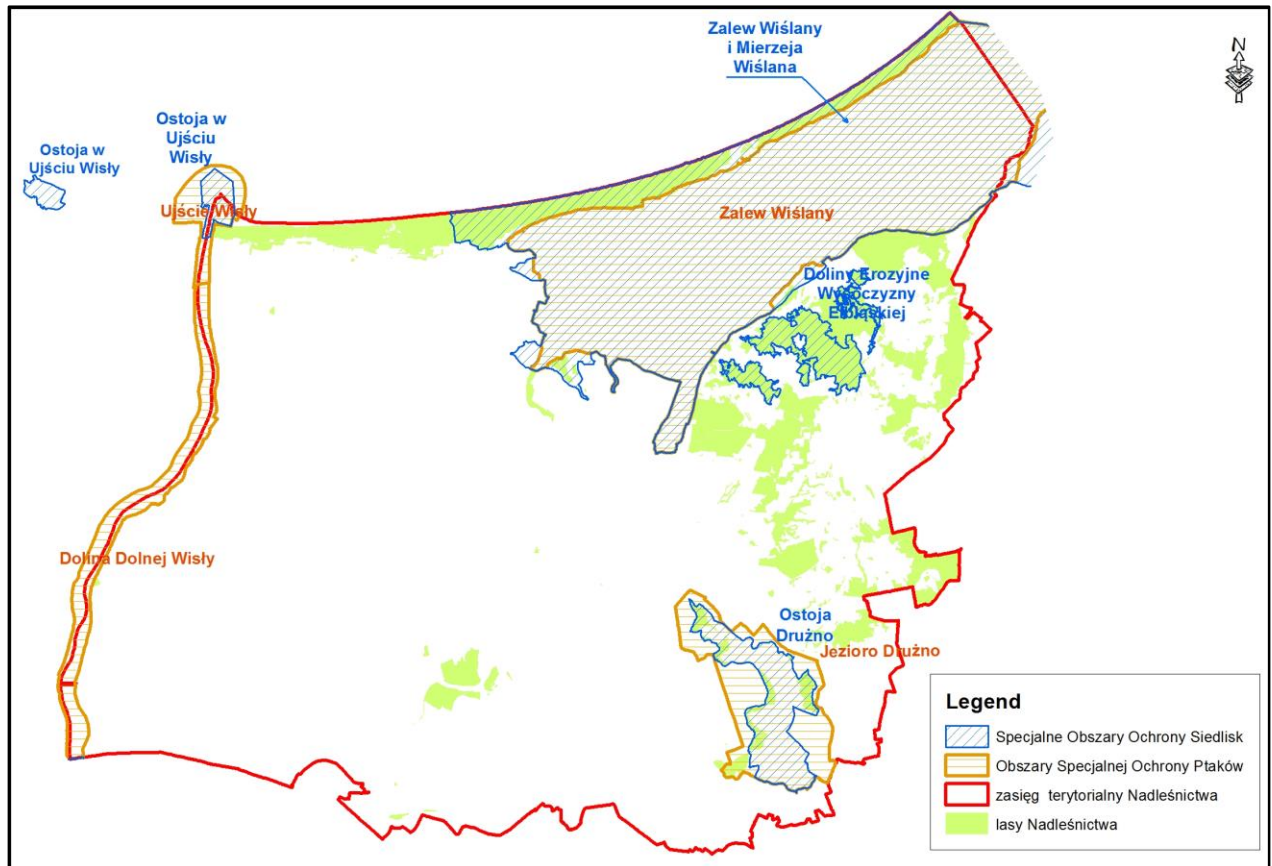 Zalew Wiślany
i Mierzeja
Wiślana
N
Ostoja w
Ujściu
Wisły
Ostoja w
Ujściu Wisły
Ujście Wisły
Zalew Wiślany
Doliny Erozyjne
Wysoczyzny
Elbląskiej
Dolina Dolnej Wisły
Ostoja
Drużno
Jezioro Drużno
Legend
Specjalne Obszary Ochrony Siedlisk
Obszary Specjalnej Ochrony Ptaków
zasięg terytorialny Nadleśnictwa
lasy Nadleśnictwa